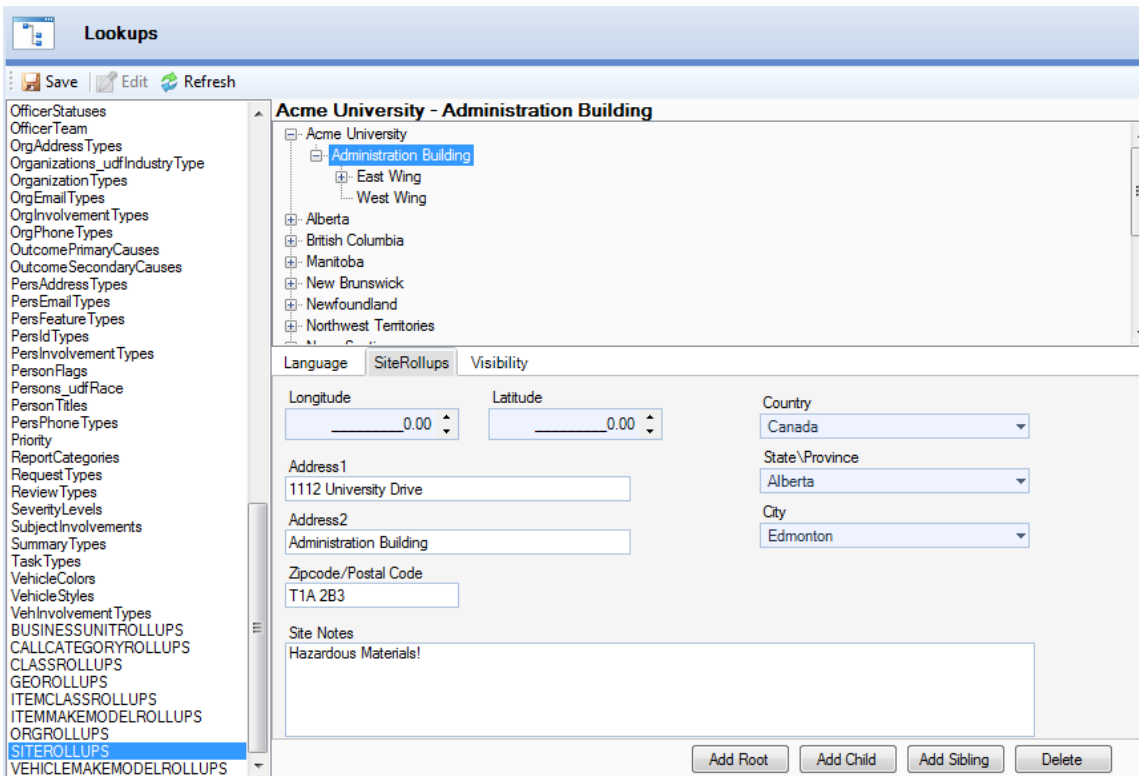 Lookups
Save Edit Refresh
OfficerStatuses
OfficerTeam
OrgAddressTypes
Organizations_udfIndustryType
OrganizationTypes
OrgEmailTypes
OrgInvolvementTypes
OrgPhoneTypes
OutcomePrimaryCauses
OutcomeSecondaryCauses
PersAddressTypes
PersEmailTypes
PersFeatureTypes
PersIdTypes
PersInvolvementTypes
PersonFlags
Persons_udfRace
PersonTitles
PersPhoneTypes
Priority
ReportCategories
RequestTypes
ReviewTypes
SeverityLevels
SubjectInvolvements
SummaryTypes
TaskTypes
VehicleColors
VehicleStyles
VehInvolvementTypes
BUSINESSUNITROLLUPS
CALLCATEGORYROLLUPS
CLASSROLLUPS
GEOROLLUPS
ITEMCLASSROLLUPS
ITEMMAKEMODELROLLUPS
ORGROLLUPS
SITEROLLUPS
VEHICLEMAKEMODELROLLUPS
Acme University - Administration Building
Acme University
Administration Building
East Wing
West Wing
Alberta
British Columbia
Manitoba
New Brunswick
Newfoundland
Northwest Territories
Language SiteRollups Visibility
Longitude Latitude
_________0.00 _________0.00
Address1
1112 University Drive
Address2
Administration Building
Zipcode/Postal Code
T1A 2B3
Country
Canada
State\Province
Alberta
City
Edmonton
Site Notes
Hazardous Materials!
Add Root Add Child Add Sibling Delete